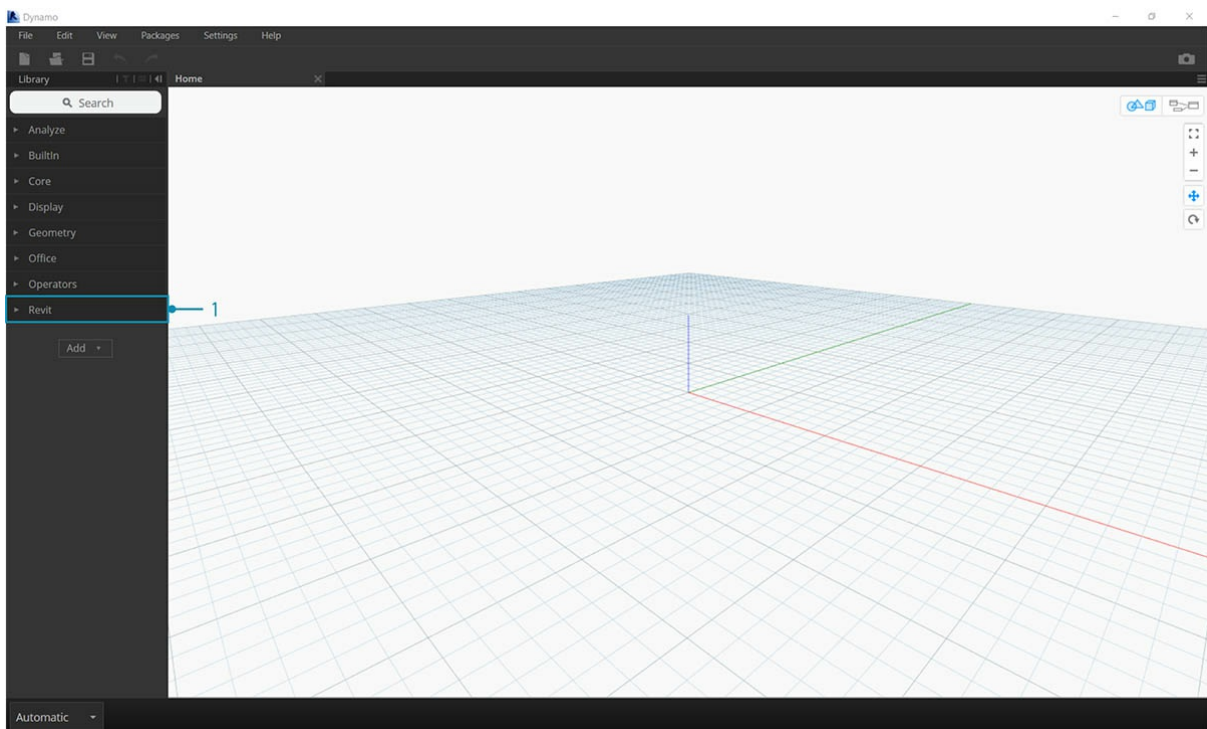 Dynamo
File Edit View Packages Settings Help
Library
Home
Search
Analyze
BuiltIn
Core
Display
Geometry
Office
Operators
Revit
1
Add
Automatic